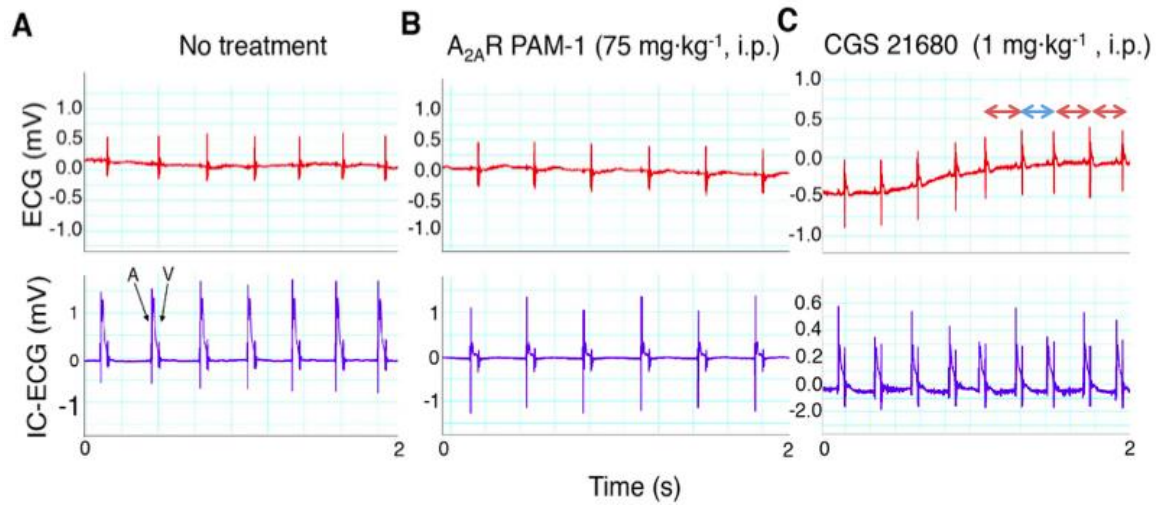 A
No treatment
B
A2AR PAM-1 (75 mg·kg-1, i.p.)
C
CGS 21680 (1 mg·kg-1 , i.p.)
ECG (mV)
1.0
0.5
0.0
-0.5
-1.0
1.0
0.5
0.0
-0.5
-1.0
1.0
0.5
0.0
-0.5
-1.0
IC-ECG (mV)
A V
1
0
-1
0 2
1
0
-1
0 2
0.6
0.4
0.2
0.0
-2.0
0 2
Time (s)